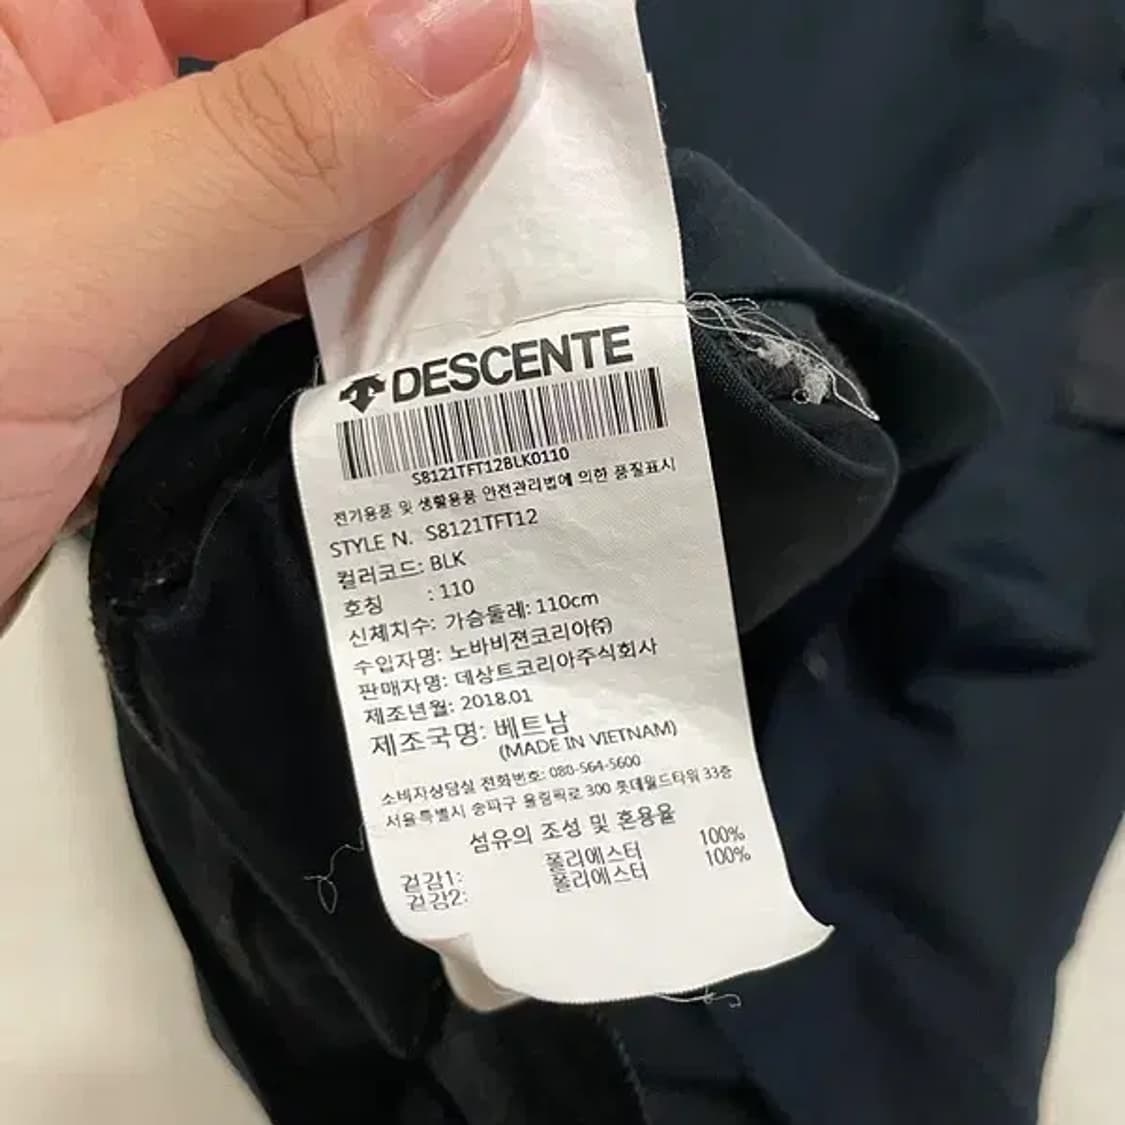 DESCENTE
S8121TFT12BLK0110
전기용품 및 생활용품 안전관리법에 의한 품질표시
STYLE N. S8121TFT12
컬러코드: BLK
호칭 : 110
신체치수: 가슴둘레: 110cm
수입자명: 노바비젼코리아㈜
판매자명: 데상트코리아주식회사
제조년월: 2018.01
제조국명: 베트남
(MADE IN VIETNAM)
소비자상담실 전화번호: 080-564-5600
서울특별시 송파구 올림픽로 300 롯데월드타워 33층
섬유의 조성 및 혼용율
겉감1: 폴리에스터 100%
겉감2: 폴리에스터 100%